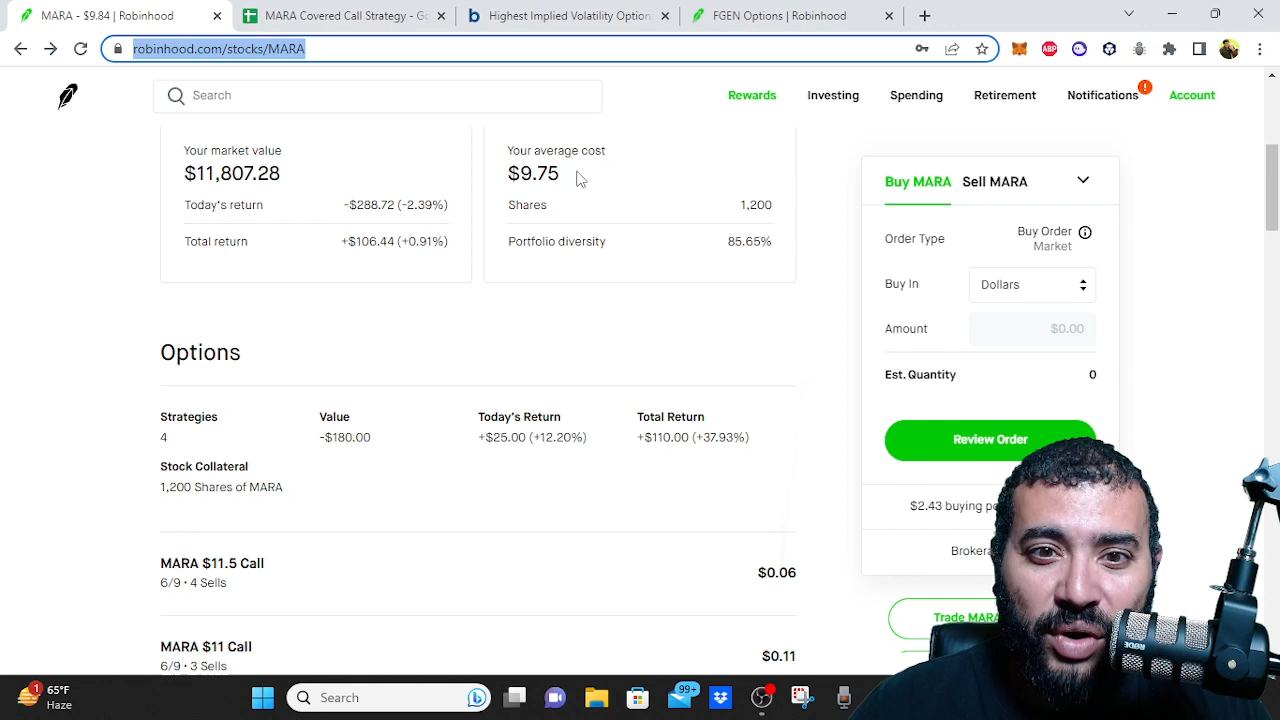 MARA - $9.84 | Robinhood
MARA Covered Call Strategy - Go
Highest Implied Volatility Option
FGEN Options | Robinhood
robinhood.com/stocks/MARA
ABP
Search
Rewards
Investing
Spending
Retirement
Notifications
!
Account
Your market value
$11,807.28
Today's return -$288.72 (-2.39%)
Total return +$106.44 (+0.91%)
Your average cost
$9.75
Shares 1,200
Portfolio diversity 85.65%
Buy MARA Sell MARA
Order Type
Buy Order
Market
Buy In Dollars
Amount $0.00
Est. Quantity 0
Review Order
$2.43 buying po
Brokera
Trade MARA
Options
Strategies Value Today's Return Total Return
4 -$180.00 +$25.00 (+12.20%) +$110.00 (+37.93%)
Stock Collateral
1,200 Shares of MARA
MARA $11.5 Call
6/9 · 4 Sells
$0.06
MARA $11 Call
6/9 · 3 Sells
$0.11
RØDE
1
65°F
Haze
Search
99+